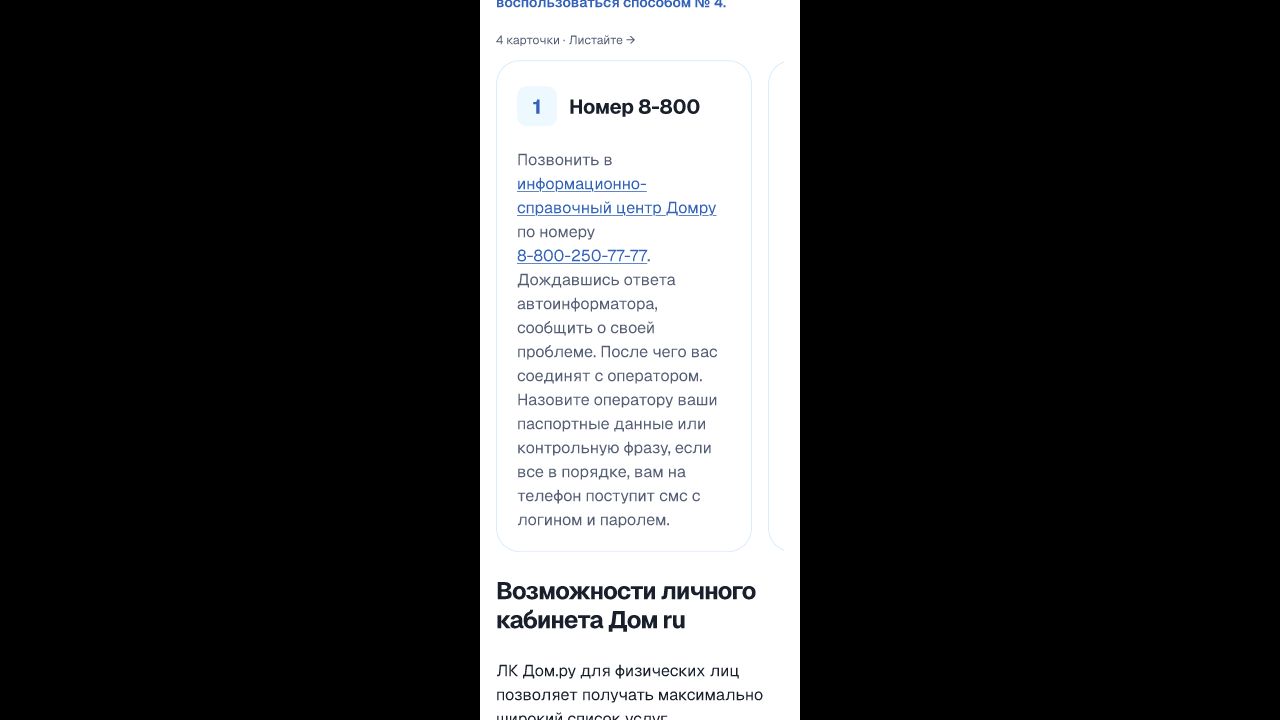 воспользоваться способом № 4.
4 карточки · Листайте →
1
Номер 8-800
Позвонить в
информационно-
справочный центр Домру
по номеру
8-800-250-77-77.
Дождавшись ответа
автоинформатора,
сообщить о своей
проблеме. После чего вас
соединят с оператором.
Назовите оператору ваши
паспортные данные или
контрольную фразу, если
все в порядке, вам на
телефон поступит смс с
логином и паролем.
Возможности личного
кабинета Дом ru
ЛК Дом.ру для физических лиц
позволяет получать максимально
широкий список услуг